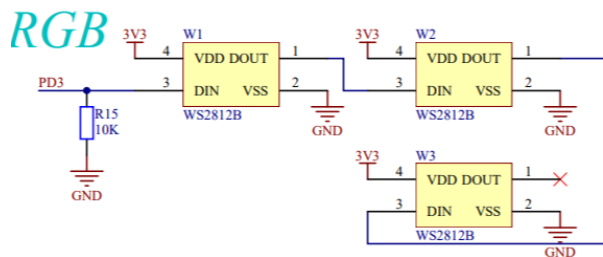 RGB
3V3 W1 3V3 W2
4 VDD DOUT 1 4 VDD DOUT 1
PD3 3 DIN VSS 2 3 DIN VSS 2
R15 WS2812B GND WS2812B GND
10K
3V3 W3
GND 4 VDD DOUT 1
3 DIN VSS 2
WS2812B GND